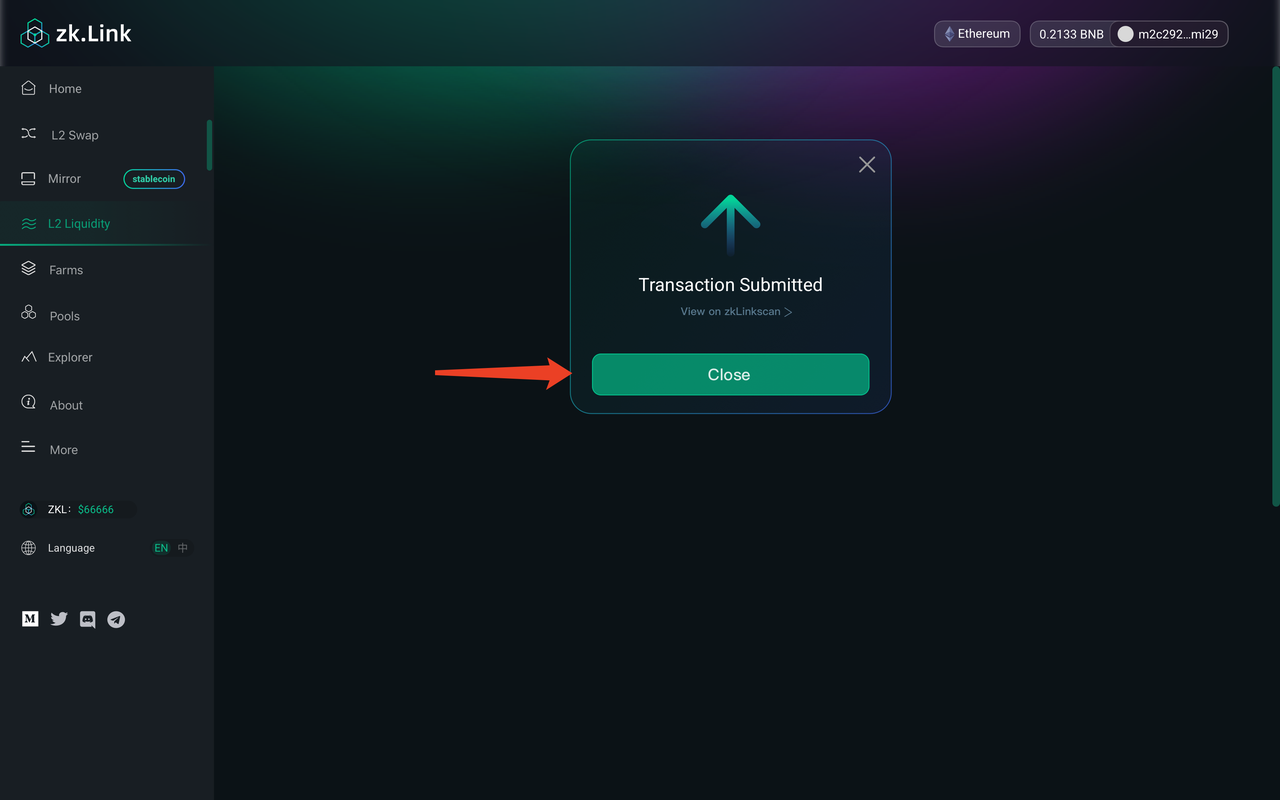 zk.Link
Ethereum
0.2133 BNB
m2c292...mi29
Home
L2 Swap
Mirror
stablecoin
L2 Liquidity
Farms
Pools
Explorer
About
More
ZKL: $66666
Language
EN 中
M
Transaction Submitted
View on zkLinkscan >
Close